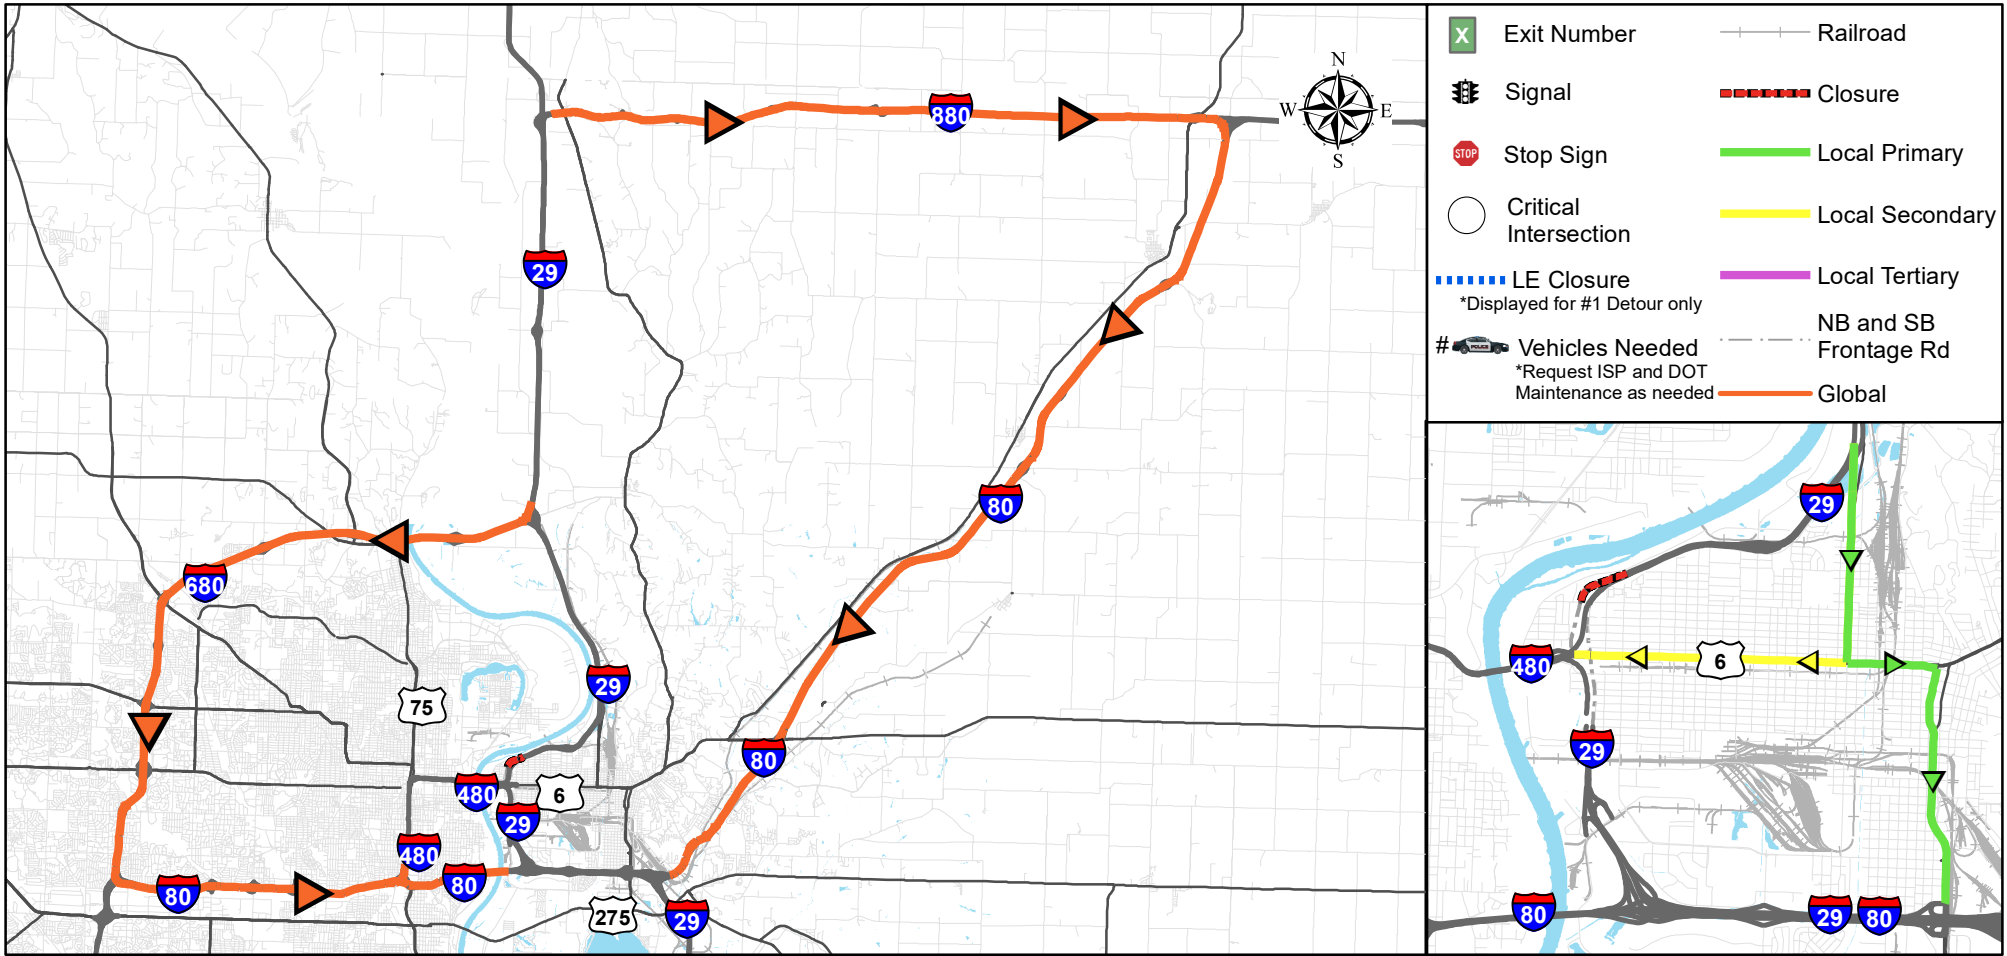 880
N
W
E
S
29
80
680
29
75
80
480
6
29
480
80
80
275
29
X
Exit Number
Railroad
Signal
Closure
STOP
Stop Sign
Local Primary
Critical
Intersection
Local Secondary
LE Closure
*Displayed for #1 Detour only
Local Tertiary
#
POLICE
Vehicles Needed
*Request ISP and DOT
Maintenance as needed
NB and SB
Frontage Rd
Global
29
480
6
29
80
29
80